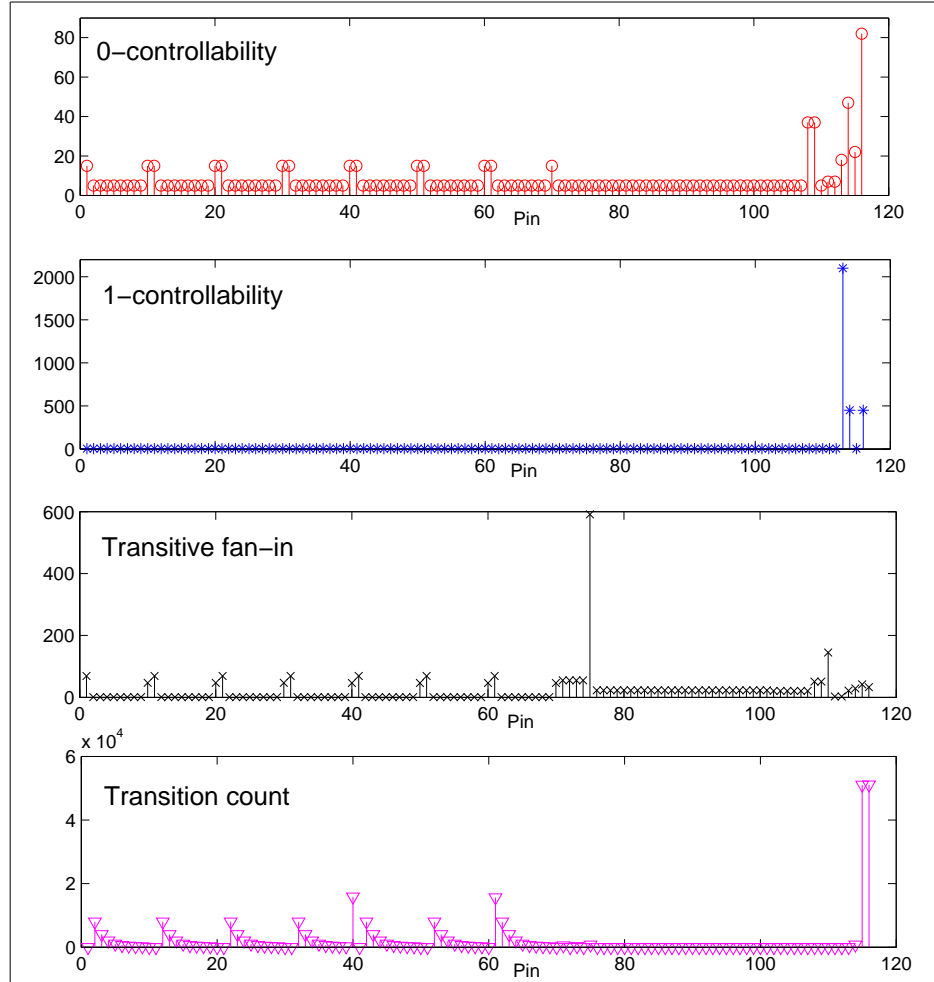 0−controllability
80
60
40
20
0
0 20 40 60 80 100 120
Pin
1−controllability
2000
1500
1000
500
0
0 20 40 60 80 100 120
Pin
Transitive fan−in
600
400
200
0
0 20 40 60 80 100 120
Pin
x 10^4
Transition count
6
4
2
0
0 20 40 60 80 100 120
Pin